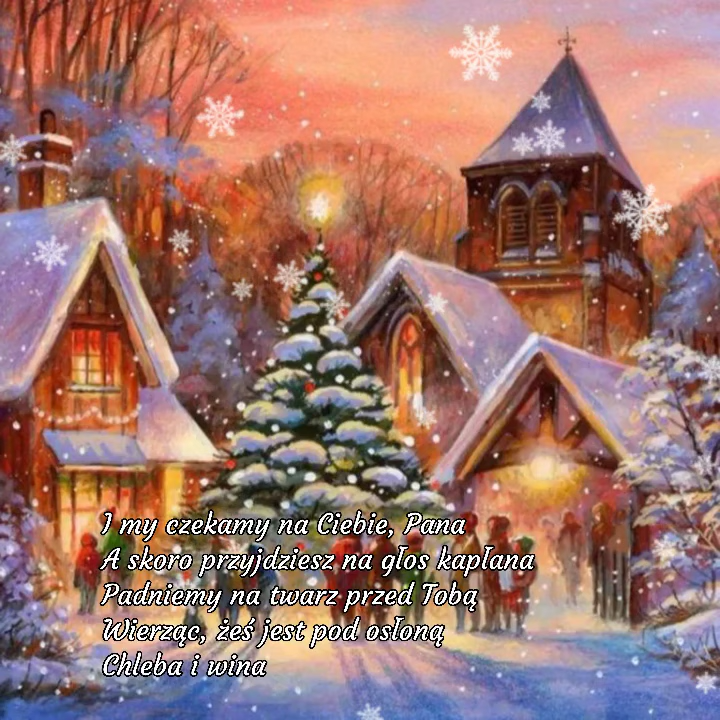 I my czekamy na Ciebie, Pana
A skoro przyjdziesz na głos kapłana
Padniemy na twarz przed Tobą
Wierząc, żeś jest pod osłoną
Chleba i wina